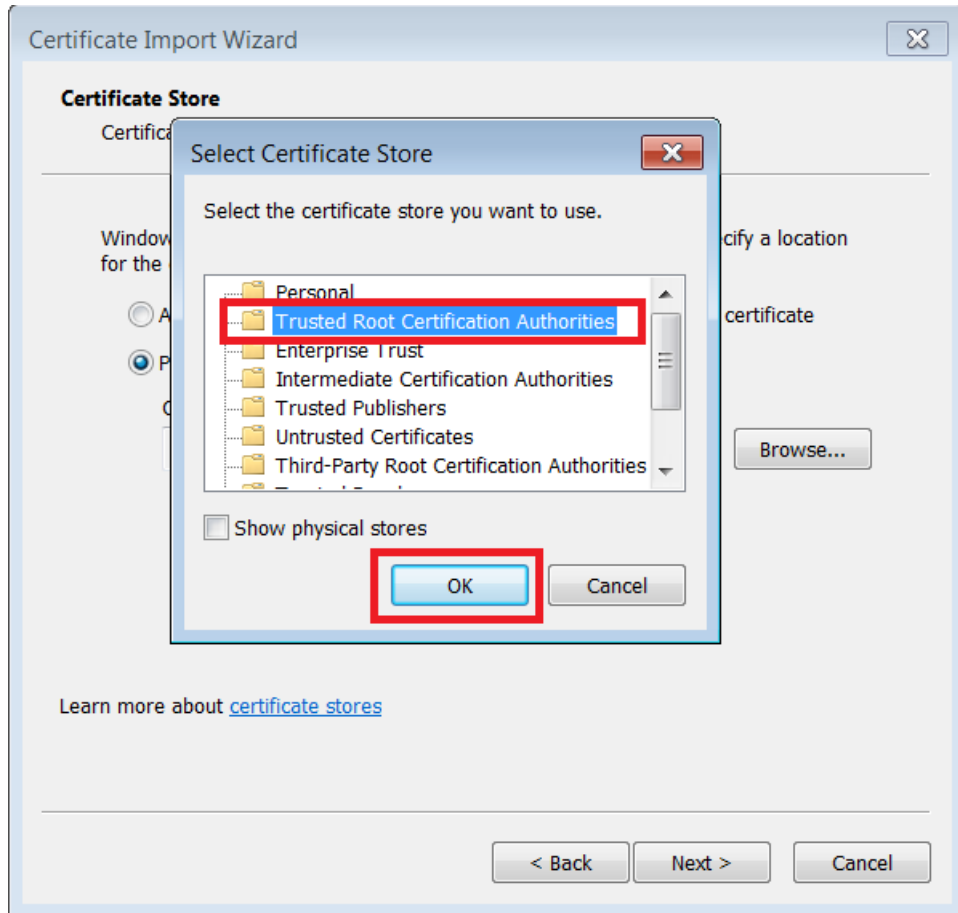 Certificate Import Wizard
Certificate Store
Select Certificate Store
Select the certificate store you want to use.
cify a location
for the
certificate
Personal
Trusted Root Certification Authorities
Enterprise Trust
Intermediate Certification Authorities
Trusted Publishers
Untrusted Certificates
Third-Party Root Certification Authorities
Browse...
Show physical stores
OK Cancel
Learn more about certificate stores
< Back Next > Cancel